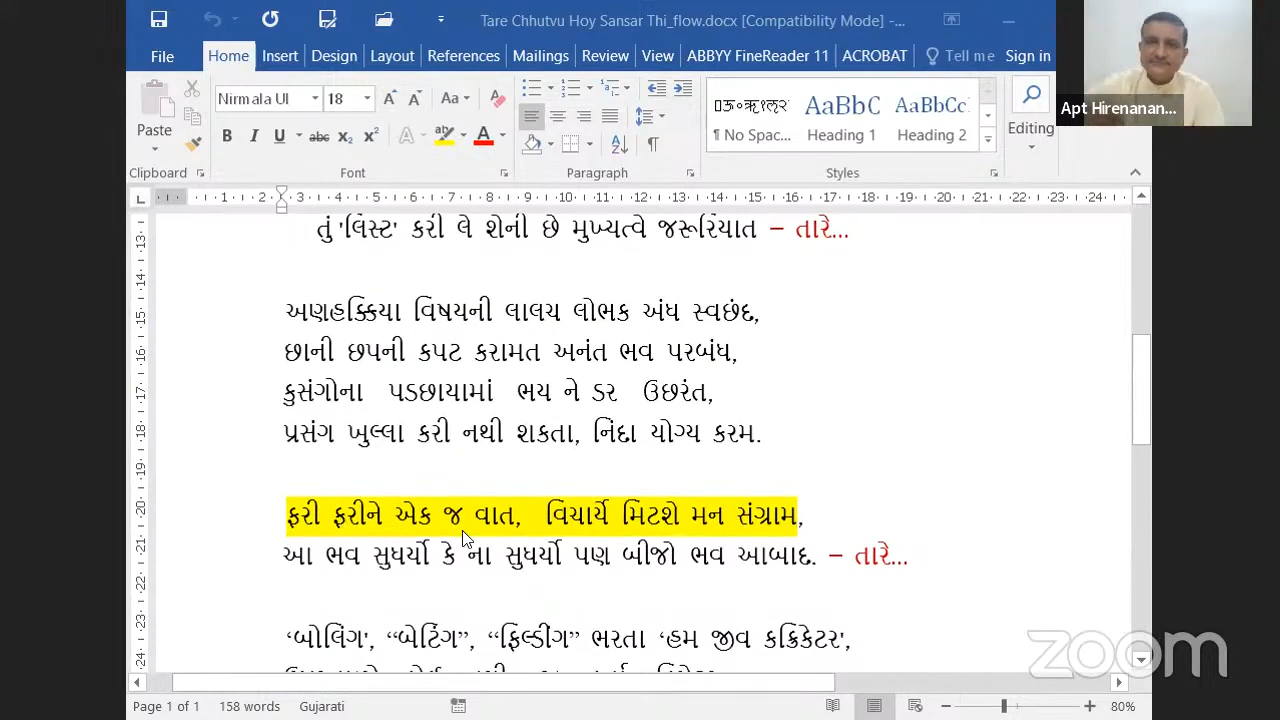 Tare Chhutvu Hoy Sansar Thi_flow.docx [Compatibility Mode] -...
File Home Insert Design Layout References Mailings Review View ABBYY FineReader 11 ACROBAT Tell me Sign in
Apt Hirenanan...
Nirmala UI 18
Paste
Editing
No Spac... Heading 1 Heading 2
Clipboard Font Paragraph Styles
તું 'લિસ્ટ' કરી લે શેની છે મુખ્યત્વે જરૂરિયાત – તારે...
અણહક્કિયા વિષયની લાલચ લોભક અંધ સ્વછંદ,
છાની છપની કપટ કરામત અનંત ભવ પરબંધ,
કુસંગોના પડછાયામાં ભય ને ડર ઉછરંત,
પ્રસંગ ખુલ્લા કરી નથી શકતા, નિંદા યોગ્ય કરમ.
ફરી ફરીને એક જ વાત, વિચાર્યે મિટશે મન સંગ્રામ,
આ ભવ સુધર્યો કે ના સુધર્યો પણ બીજો ભવ આબાદ. – તારે...
‘બોલિંગ', “બેટિંગ”, “ફિલ્ડીંગ” ભરતા ‘હમ જીવ કક્રિકેટર',
zoom
Page 1 of 1 158 words Gujarati 80%